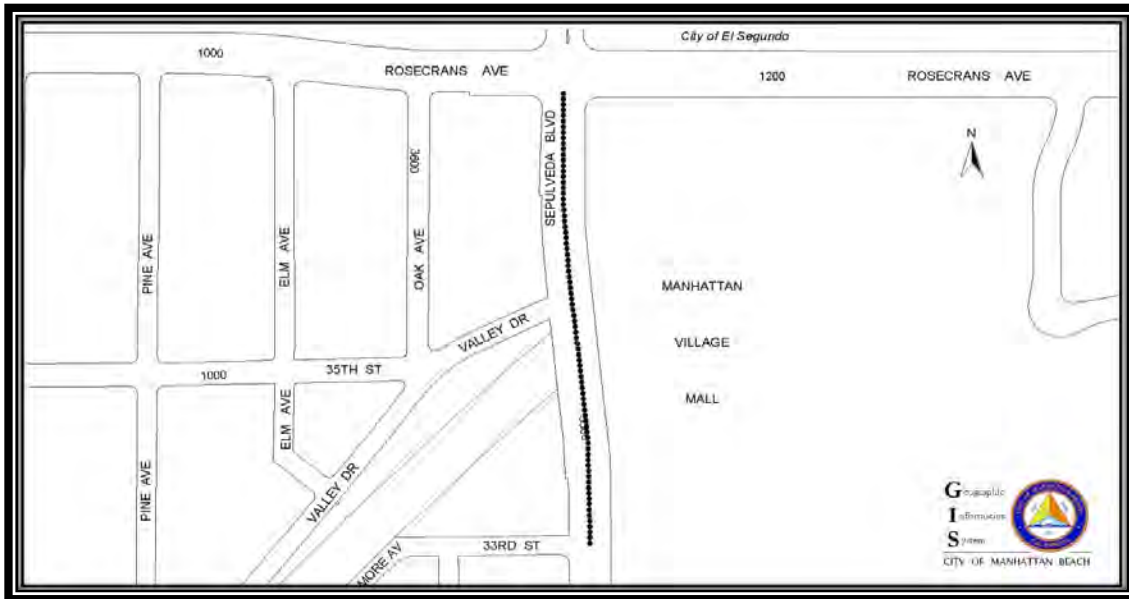 City of El Segundo
1000
ROSECRANS AVE
1200
ROSECRANS AVE
SEPULVEDA BLVD
N
3600
PINE AVE
ELM AVE
OAK AVE
MANHATTAN
VILLAGE
MALL
VALLEY DR
35TH ST
1000
ELM AVE
PINE AVE
VALLEY DR
33RD ST
MORE AV
Geographic
Information
System
CITY OF MANHATTAN BEACH